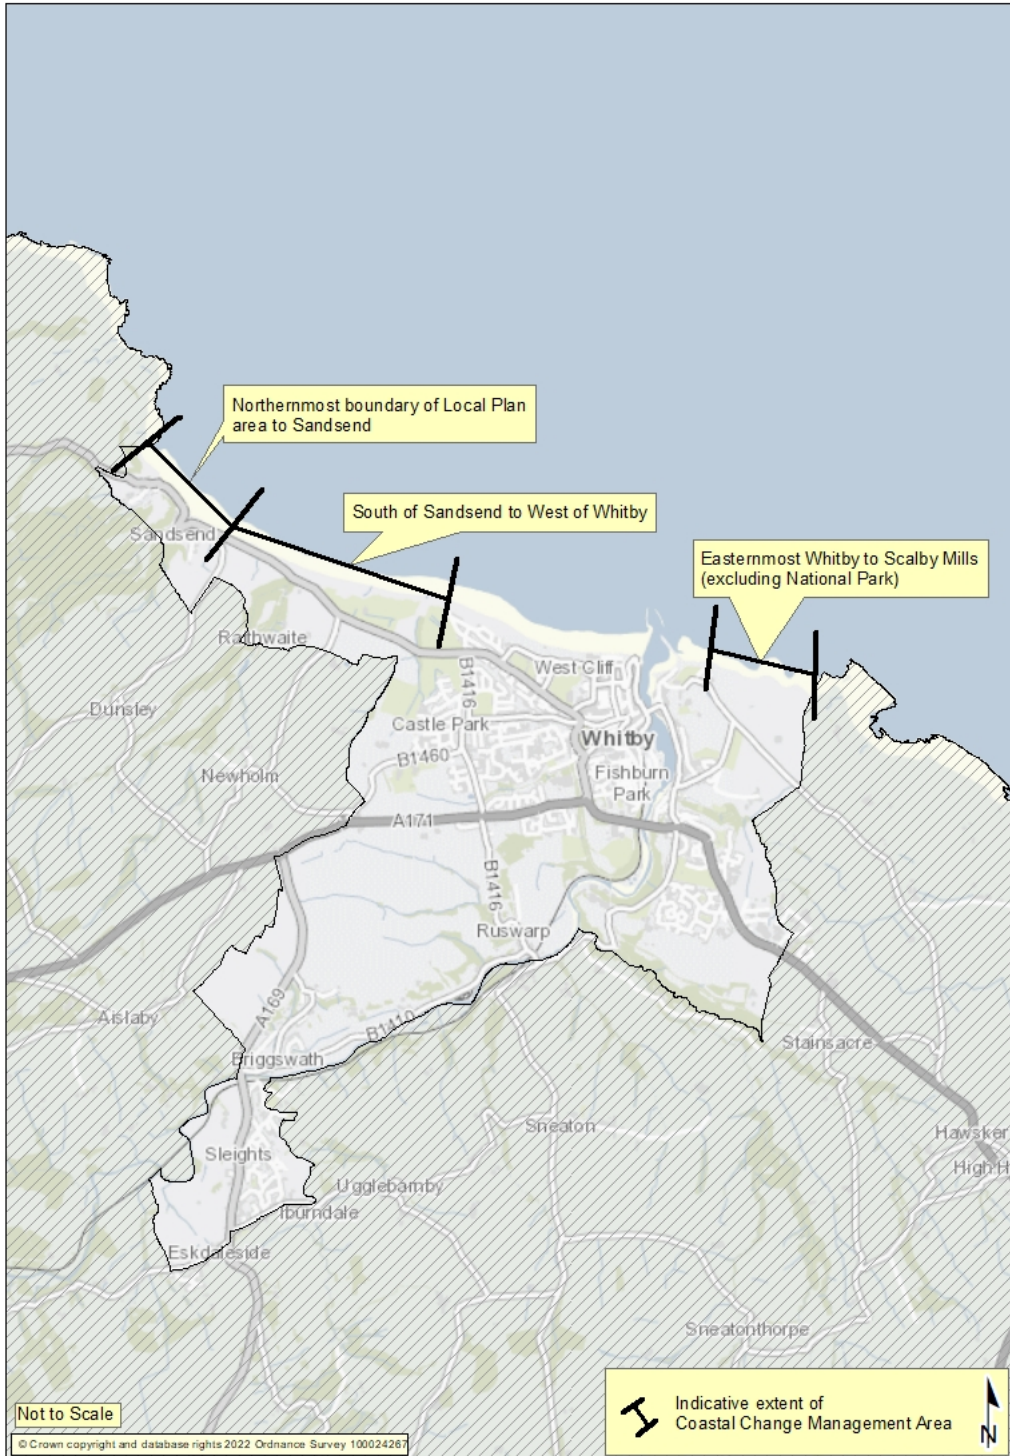 Northernmost boundary of Local Plan
area to Sandsend
South of Sandsend to West of Whitby
Easternmost Whitby to Scalby Mills
(excluding National Park)
Sandsend
Raithwaite
West Cliff
B1416
Dunsley
Castle Park
Whitby
B1460
Newholm
Fishburn
Park
A171
B1416
Ruswarp
A169
Aislaby
B1410
Stainsacre
Briggswath
Sneaton
Hawsker
Sleights
High H
Ugglebarnby
Iburndale
Eskdaleside
Sneatonthorpe
Indicative extent of
Coastal Change Management Area
N
Not to Scale
© Crown copyright and database rights 2022 Ordnance Survey 100024267